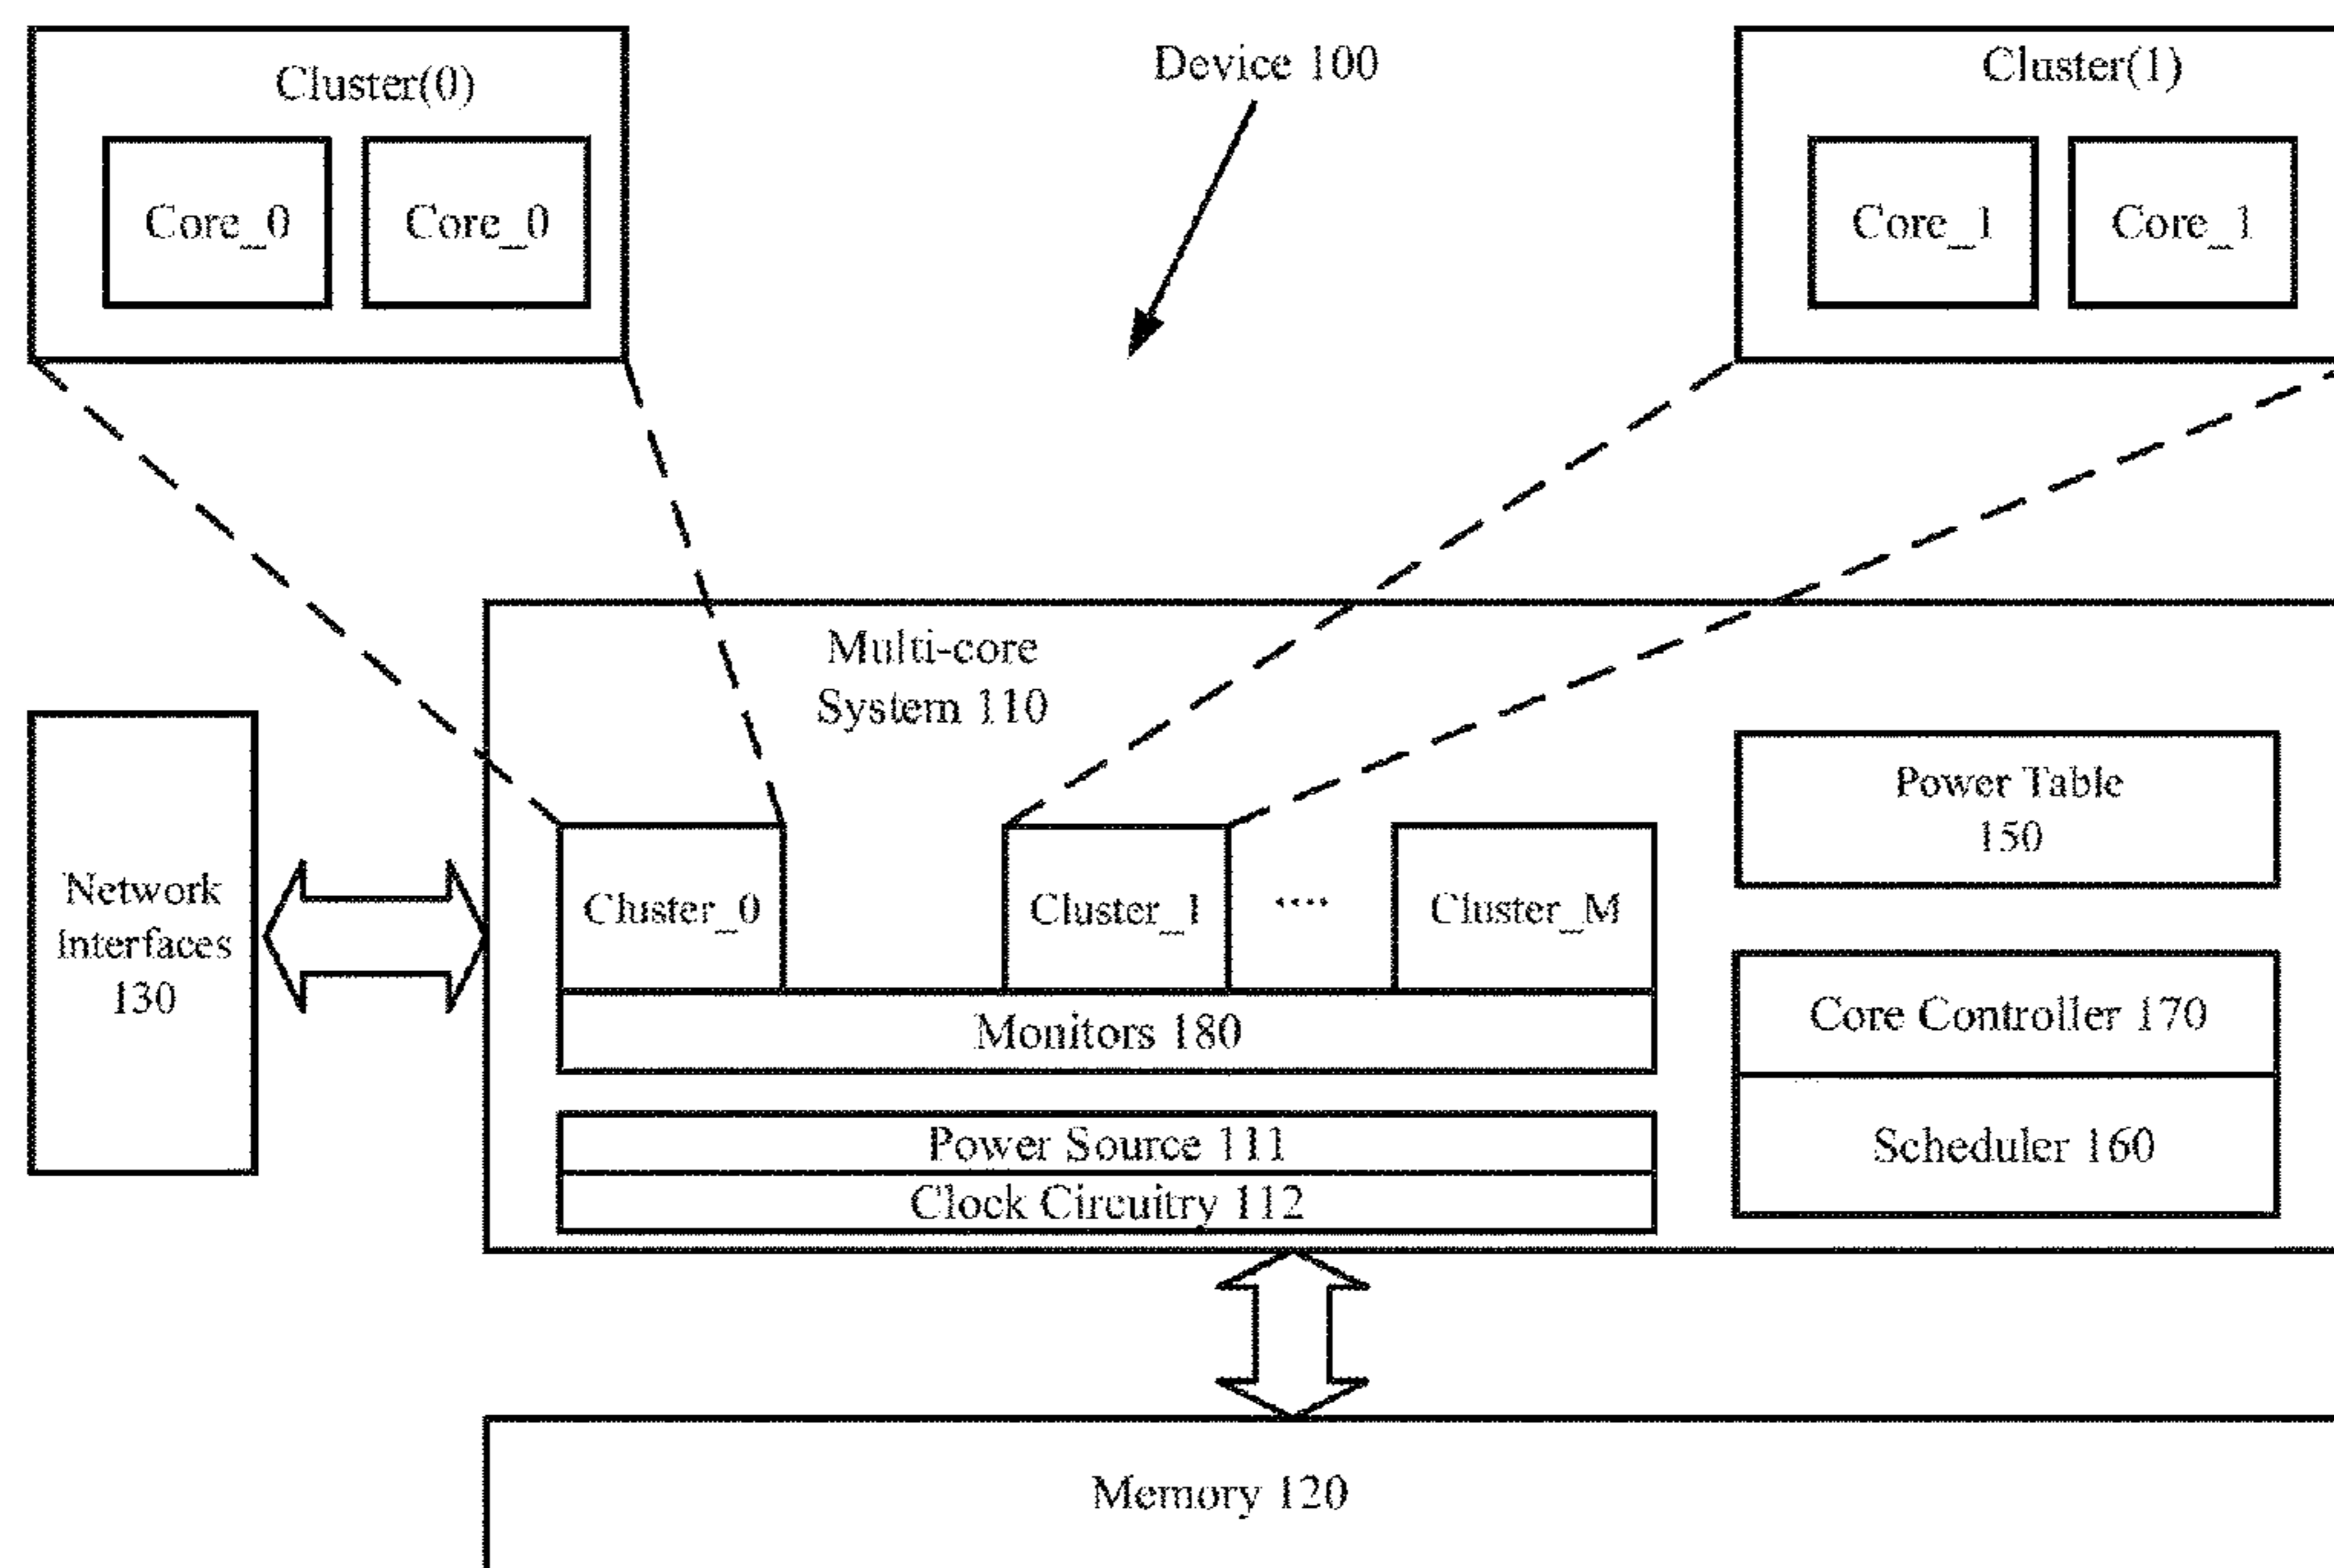 Cluster(0)
Device 100
Cluster(1)
Core_0
Core_0
Core_1
Core_1
Multi-core
System 110
Network
Interfaces
130
Cluster_0
Cluster_1
....
Cluster_M
Power Table
150
Monitors 180
Core Controller 170
Power Source 111
Scheduler 160
Clock Circuitry 112
Memory 120